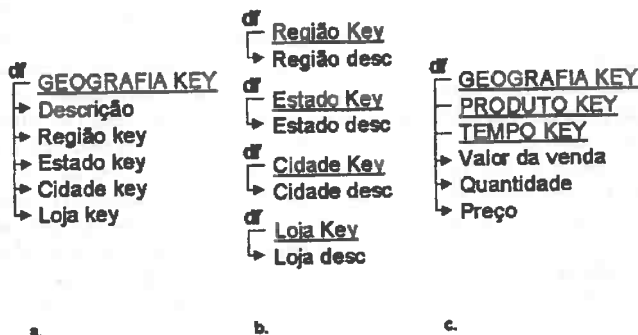 df
GEOGRAFIA KEY
Descrição
Região key
Estado key
Cidade key
Loja key
a.
df
Região Key
Região desc
df
Estado Key
Estado desc
df
Cidade Key
Cidade desc
df
Loja Key
Loja desc
b.
df
GEOGRAFIA KEY
PRODUTO KEY
TEMPO KEY
Valor da venda
Quantidade
Preço
c.